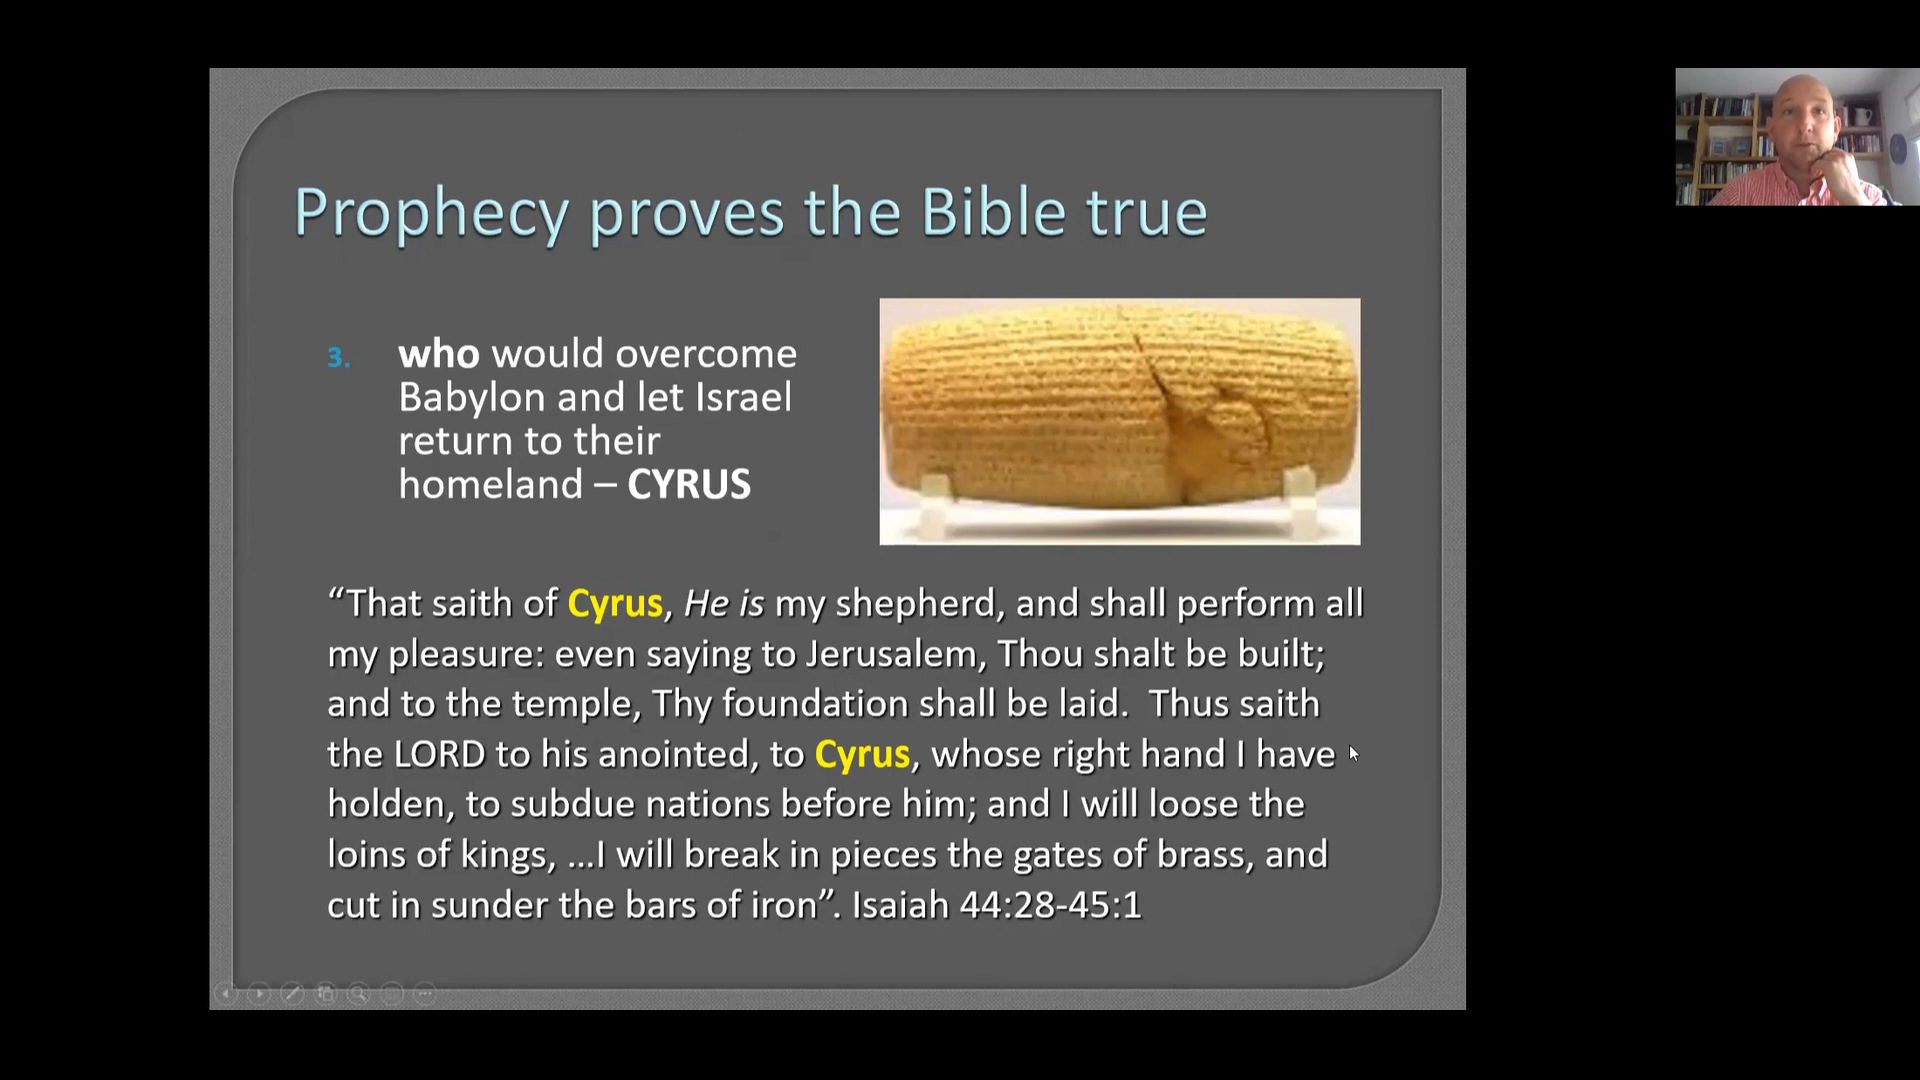 Prophecy proves the Bible true
3. who would overcome
Babylon and let Israel
return to their
homeland – CYRUS
“That saith of Cyrus, He is my shepherd, and shall perform all
my pleasure: even saying to Jerusalem, Thou shalt be built;
and to the temple, Thy foundation shall be laid.  Thus saith
the LORD to his anointed, to Cyrus, whose right hand I have
holden, to subdue nations before him; and I will loose the
loins of kings, …I will break in pieces the gates of brass, and
cut in sunder the bars of iron”. Isaiah 44:28-45:1